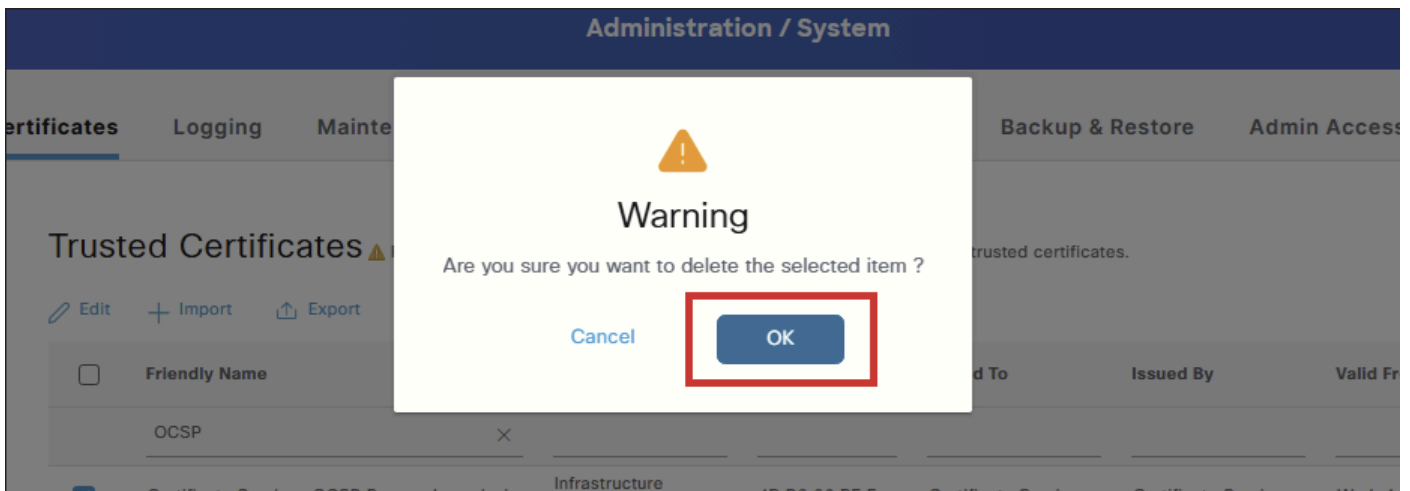 Administration / System
ertificates Logging Mainte Backup & Restore Admin Access
Warning
Trusted Certificates trusted certificates.
Are you sure you want to delete the selected item ?
Edit Import Export
Cancel OK
Friendly Name d To Issued By Valid Fr
OCSP
Infrastructure